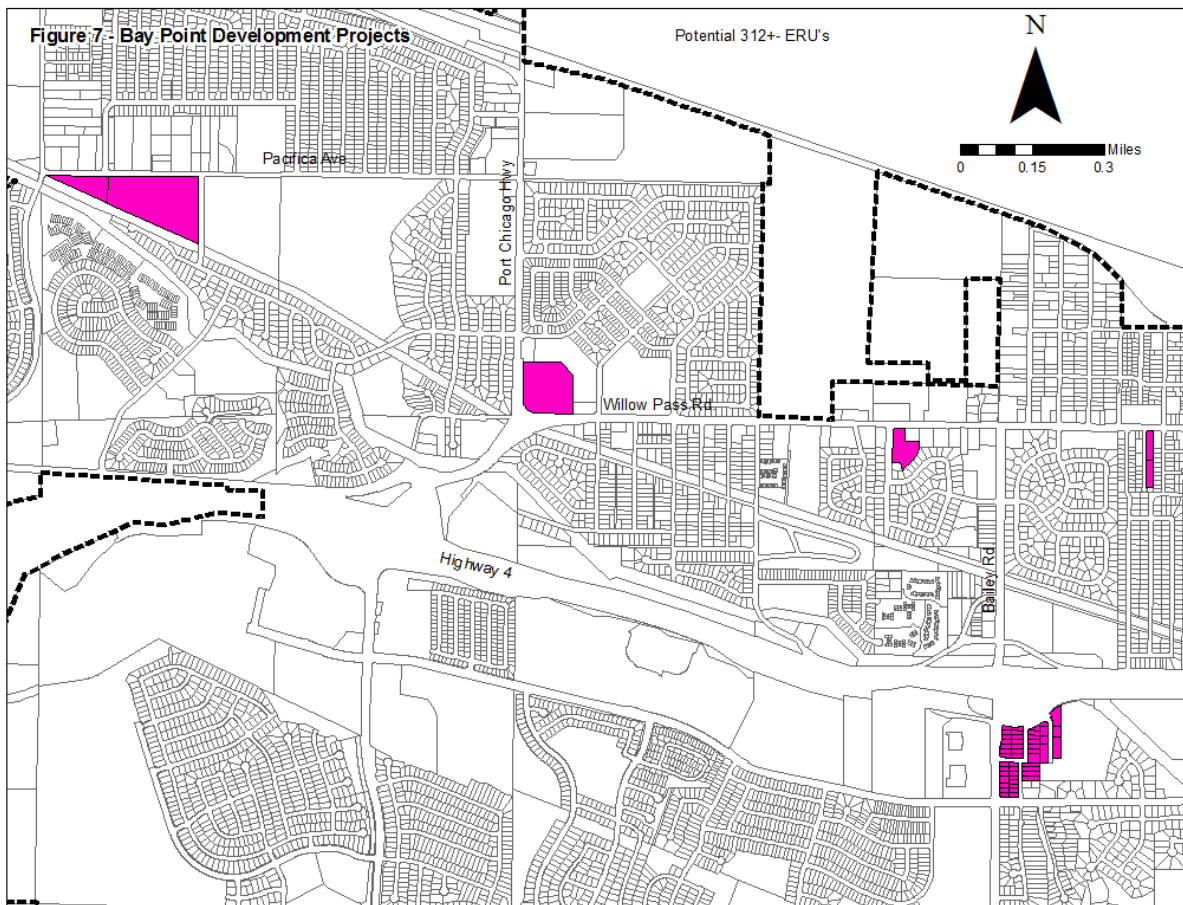 Figure 7 - Bay Point Development Projects
Potential 312+- ERU's
N
Miles
0 0.15 0.3
Pacifica Ave.
Port Chicago Hwy
Willow Pass Rd.
Highway 4
Bailey Rd.